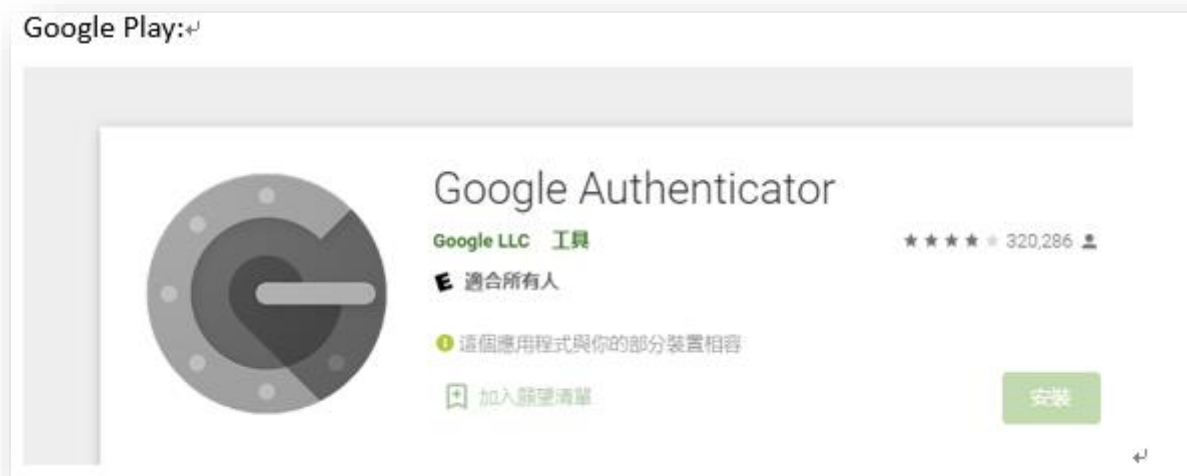 Google Play:
Google Authenticator
Google LLC 工具
320,286
E 適合所有人
這個應用程式與你的部分裝置相容
加入願望清單
安裝